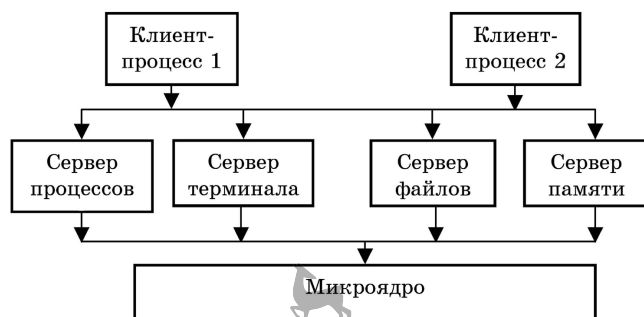 Клиент-
процесс 1
Клиент-
процесс 2
Сервер
процессов
Сервер
терминала
Сервер
файлов
Сервер
памяти
Микроядро